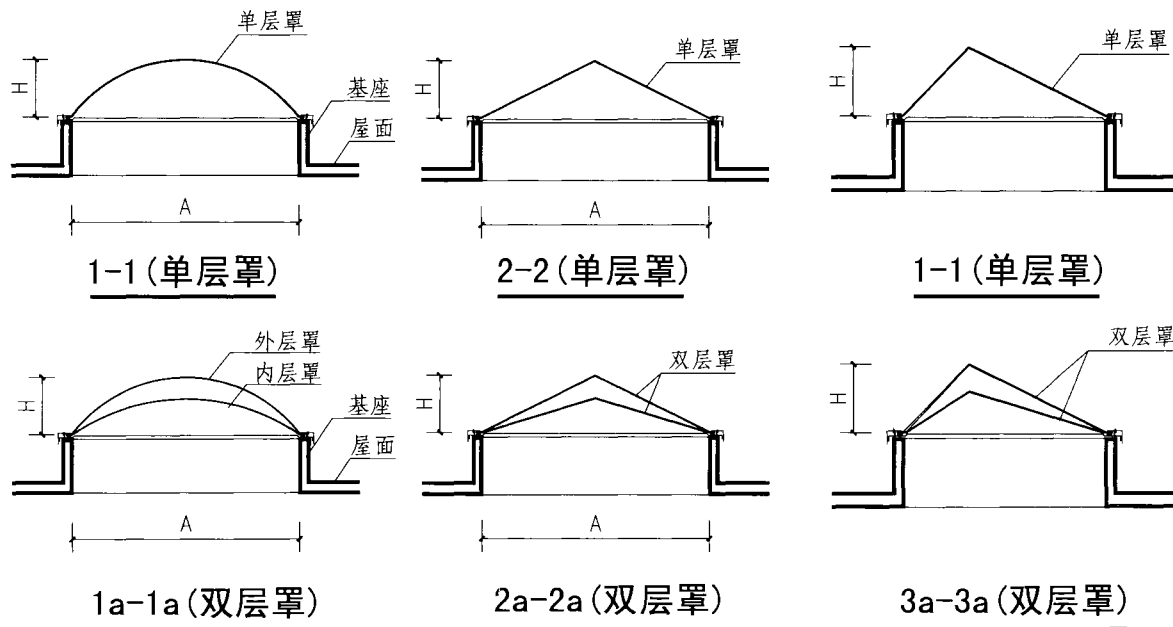 单层罩
H
基座
屋面
A
1-1(单层罩)
单层罩
H
A
2-2(单层罩)
单层罩
H
1-1(单层罩)
外层罩
内层罩
H
基座
屋面
A
1a-1a(双层罩)
双层罩
H
A
2a-2a(双层罩)
双层罩
H
3a-3a(双层罩)